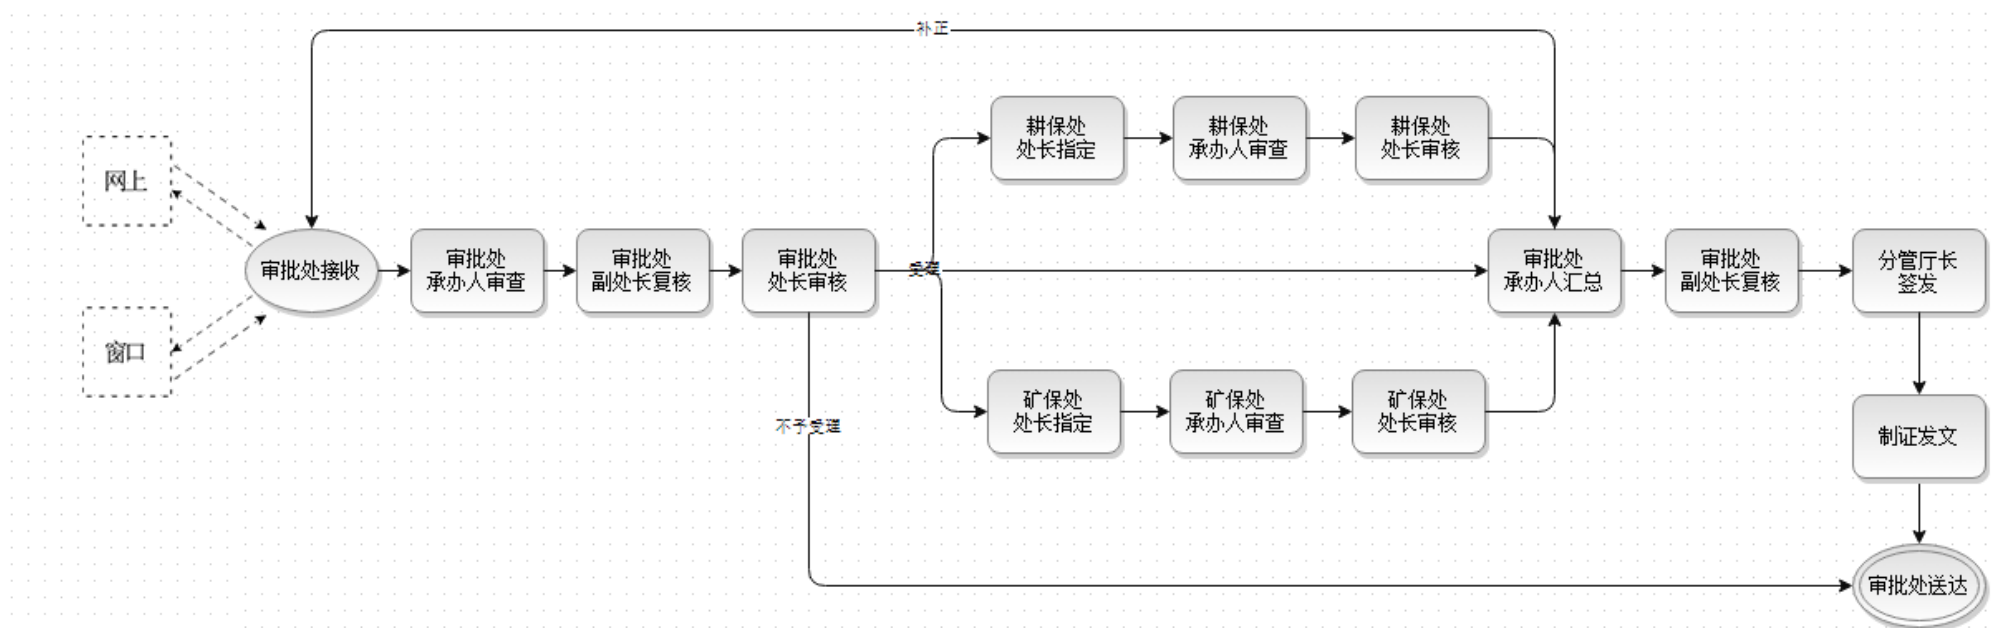 补正
网上
窗口
审批处接收
审批处
承办人审查
审批处
副处长复核
审批处
处长审核
受理
不予受理
耕保处
处长指定
耕保处
承办人审查
耕保处
处长审核
矿保处
处长指定
矿保处
承办人审查
矿保处
处长审核
审批处
承办人汇总
审批处
副处长复核
分管厅长
签发
制证发文
审批处送达